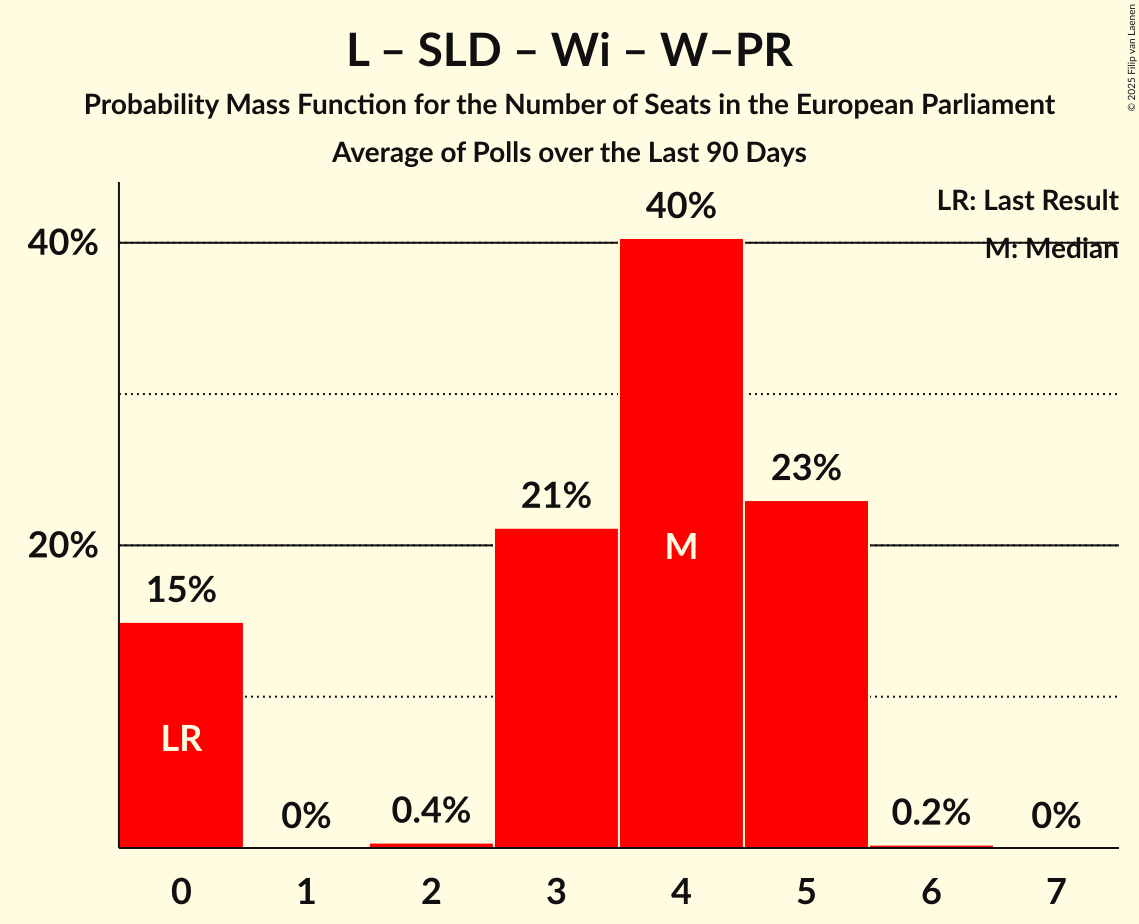 L – SLD – Wi – W–PR
Probability Mass Function for the Number of Seats in the European Parliament
Average of Polls over the Last 90 Days
© 2025 Filip van Laenen
LR: Last Result
M: Median
40%
20%
15%
0%
0.4%
21%
40%
23%
0.2%
0%
LR
M
0 1 2 3 4 5 6 7